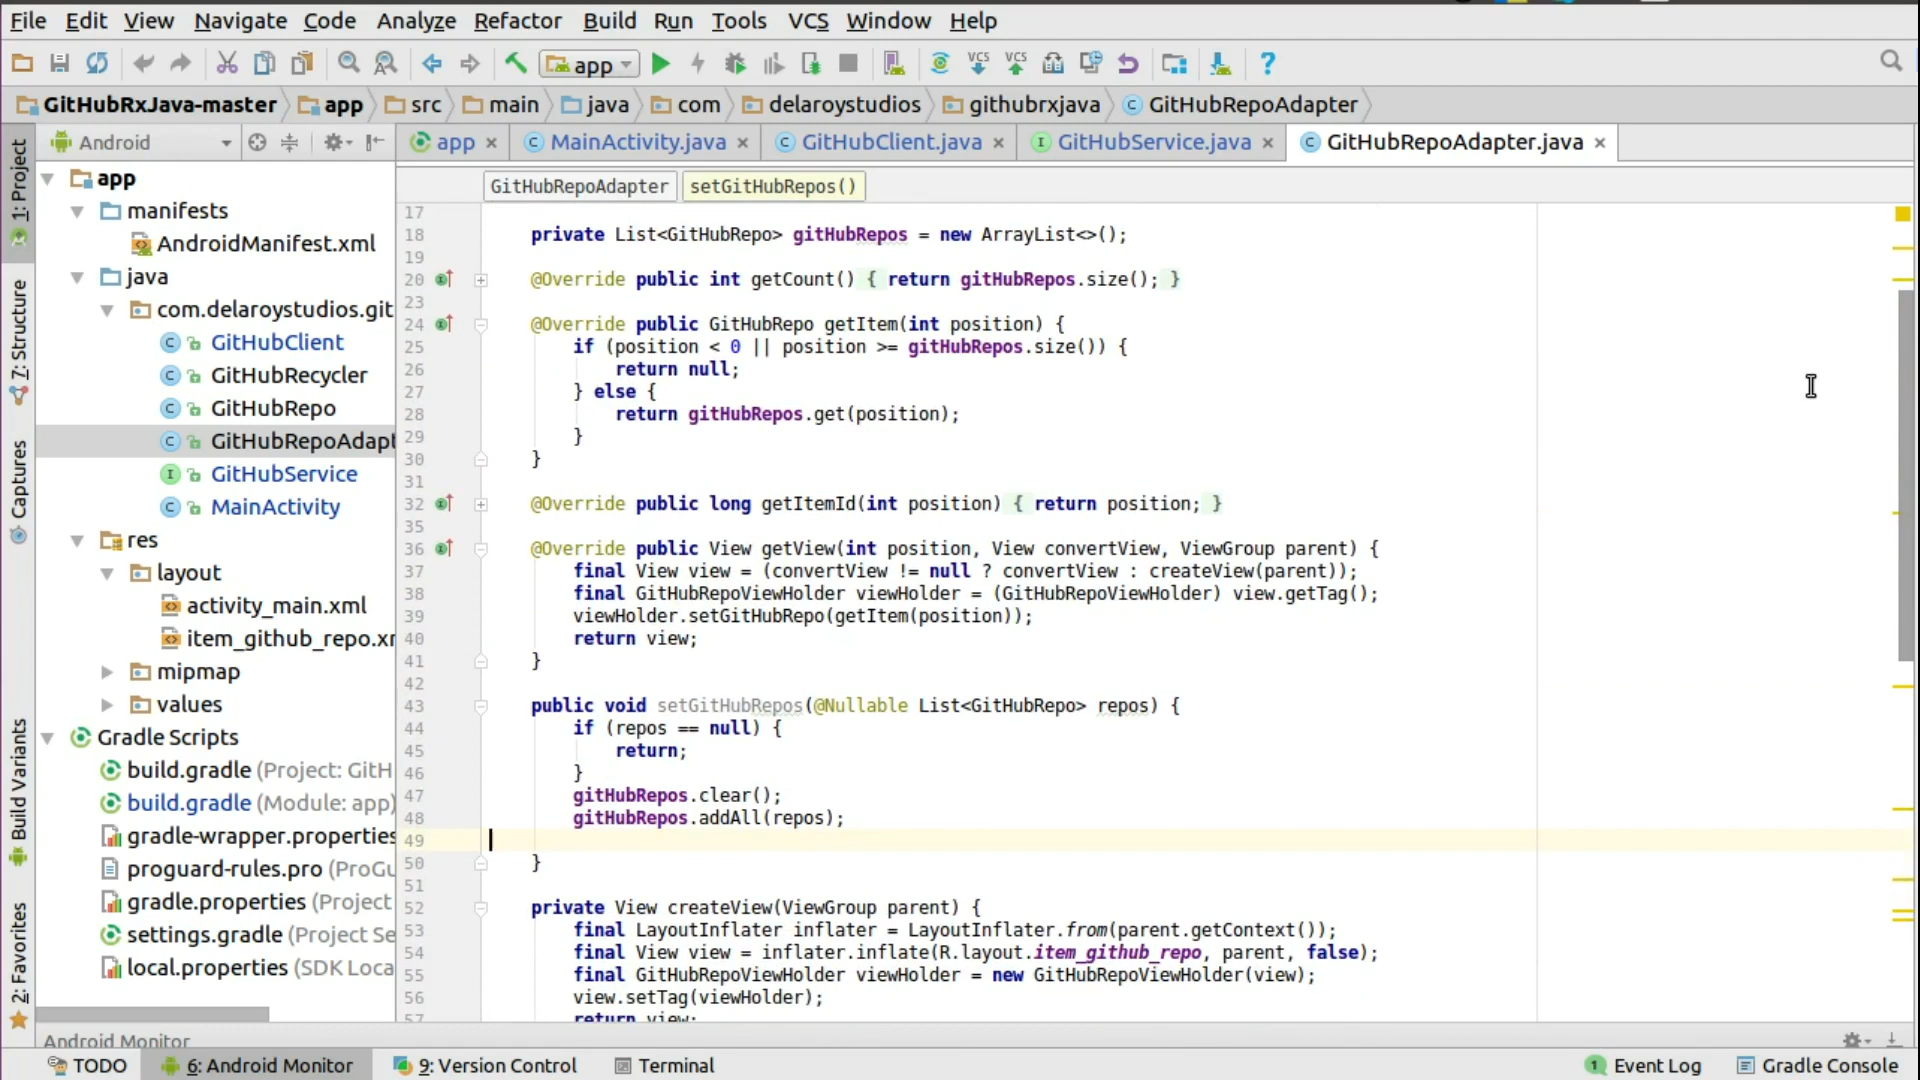 File Edit View Navigate Code Analyze Refactor Build Run Tools VCS Window Help
app
VCS VCS ?
GitHubRxJava-master app src main java com delaroystudios githubrxjava GitHubRepoAdapter
Android
app MainActivity.java GitHubClient.java GitHubService.java GitHubRepoAdapter.java
GitHubRepoAdapter setGitHubRepos()
1: Project
7: Structure
Captures
Build Variants
2: Favorites
app
manifests
AndroidManifest.xml
java
com.delaroystudios.git
GitHubClient
GitHubRecycler
GitHubRepo
GitHubRepoAdapt
GitHubService
MainActivity
res
layout
activity_main.xml
item_github_repo.xm
mipmap
values
Gradle Scripts
build.gradle (Project: GitH
build.gradle (Module: app)
gradle-wrapper.properties
proguard-rules.pro (ProGu
gradle.properties (Project
settings.gradle (Project Se
local.properties (SDK Loca
17
18 private List<GitHubRepo> gitHubRepos = new ArrayList<>();
19
20 @Override public int getCount() { return gitHubRepos.size(); }
23
24 @Override public GitHubRepo getItem(int position) {
25 if (position < 0 || position >= gitHubRepos.size()) {
26 return null;
27 } else {
28 return gitHubRepos.get(position);
29 }
30 }
31
32 @Override public long getItemId(int position) { return position; }
35
36 @Override public View getView(int position, View convertView, ViewGroup parent) {
37 final View view = (convertView != null ? convertView : createView(parent));
38 final GitHubRepoViewHolder viewHolder = (GitHubRepoViewHolder) view.getTag();
39 viewHolder.setGitHubRepo(getItem(position));
40 return view;
41 }
42
43 public void setGitHubRepos(@Nullable List<GitHubRepo> repos) {
44 if (repos == null) {
45 return;
46 }
47 gitHubRepos.clear();
48 gitHubRepos.addAll(repos);
49
50 }
51
52 private View createView(ViewGroup parent) {
53 final LayoutInflater inflater = LayoutInflater.from(parent.getContext());
54 final View view = inflater.inflate(R.layout.item_github_repo, parent, false);
55 final GitHubRepoViewHolder viewHolder = new GitHubRepoViewHolder(view);
56 view.setTag(viewHolder);
57 return view;
Android Monitor
TODO 6: Android Monitor 9: Version Control Terminal 1 Event Log Gradle Console